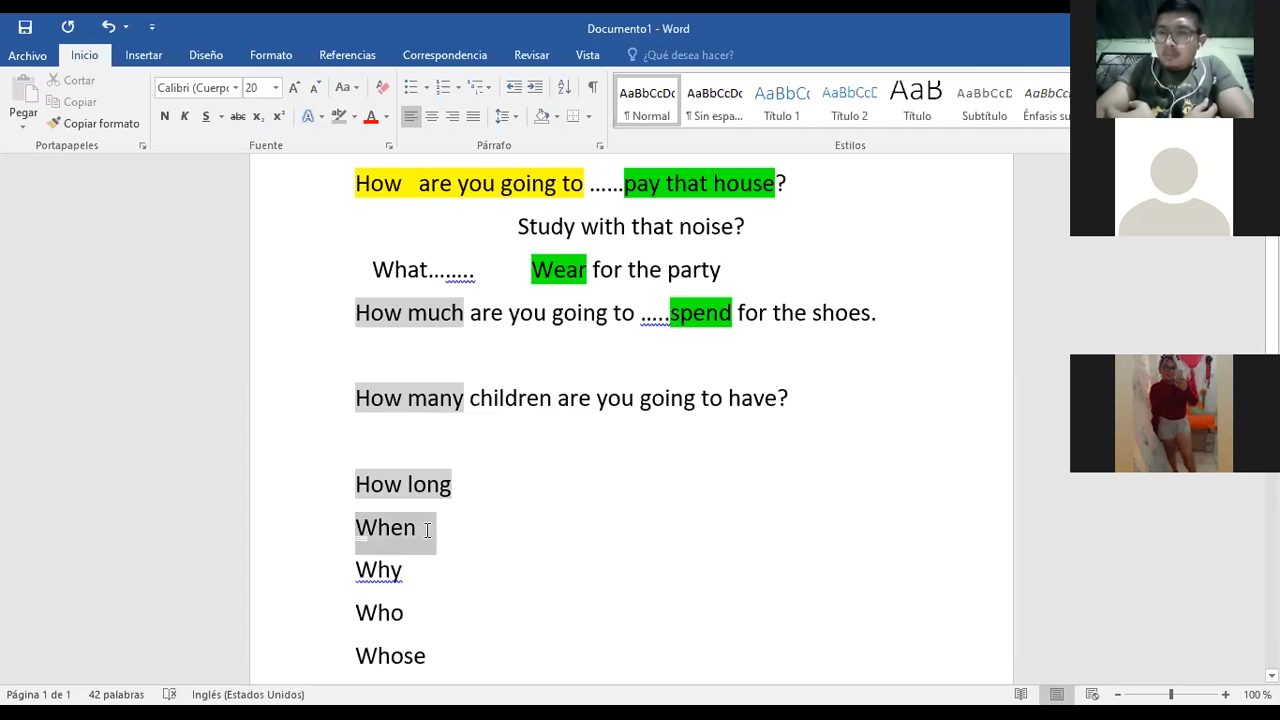 Documento1 - Word
Archivo Inicio Insertar Diseño Formato Referencias Correspondencia Revisar Vista ¿Qué desea hacer?
Pegar
Cortar
Copiar
Copiar formato
Portapapeles
Calibri (Cuerpo 20
N K S abc x₂ x²
Fuente
Párrafo
AaBbCcDc AaBbCcDc AaBbCc AaBbCcD AaB AaBbCcD AaBbCcDc
¶ Normal ¶ Sin espa... Título 1 Título 2 Título Subtítulo Énfasis su
Estilos
How are you going to ……pay that house?
Study with that noise?
What…….. Wear for the party
How much are you going to …..spend for the shoes.
How many children are you going to have?
How long
When
Why
Who
Whose
Página 1 de 1 42 palabras Inglés (Estados Unidos) 100 %